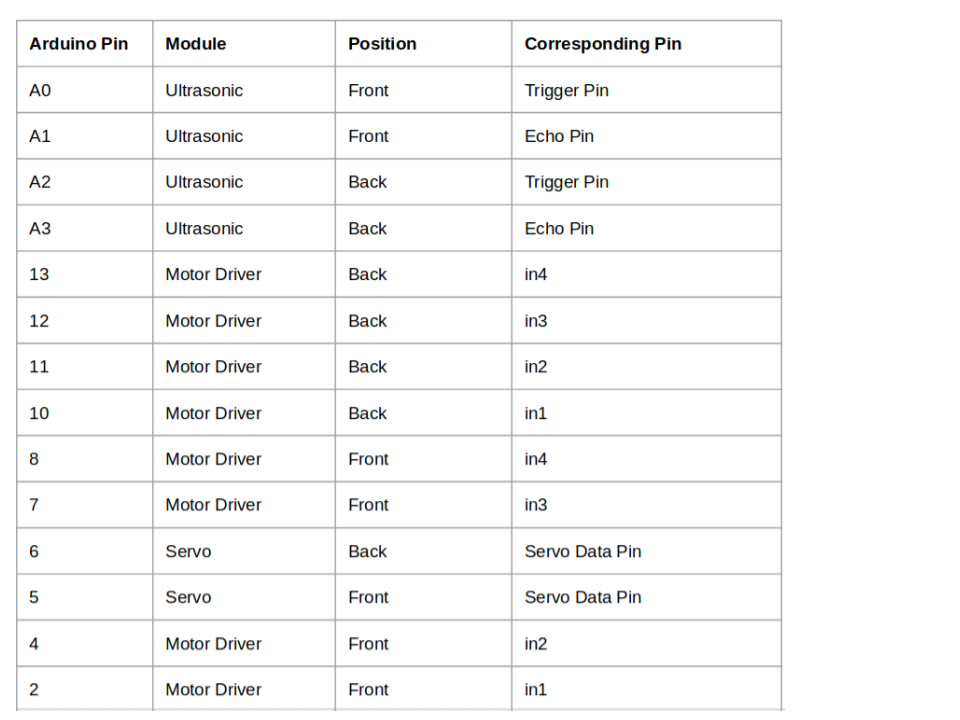 Arduino Pin Module Position Corresponding Pin
A0 Ultrasonic Front Trigger Pin
A1 Ultrasonic Front Echo Pin
A2 Ultrasonic Back Trigger Pin
A3 Ultrasonic Back Echo Pin
13 Motor Driver Back in4
12 Motor Driver Back in3
11 Motor Driver Back in2
10 Motor Driver Back in1
8 Motor Driver Front in4
7 Motor Driver Front in3
6 Servo Back Servo Data Pin
5 Servo Front Servo Data Pin
4 Motor Driver Front in2
2 Motor Driver Front in1